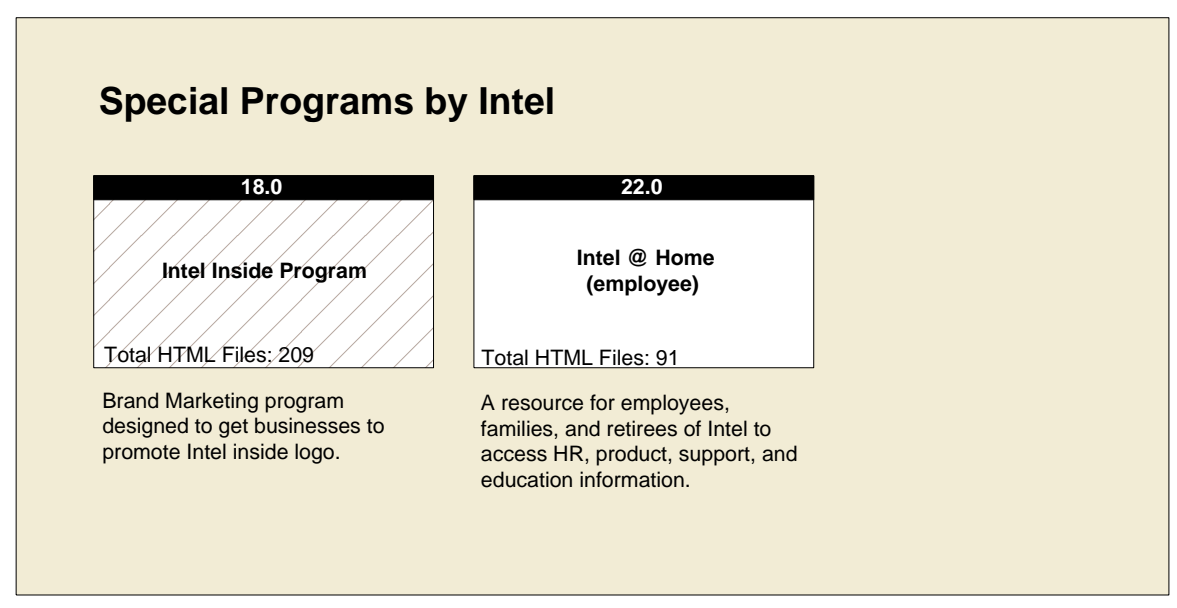 Special Programs by Intel
18.0
Intel Inside Program
Total HTML Files: 209
Brand Marketing program
designed to get businesses to
promote Intel inside logo.
22.0
Intel @ Home
(employee)
Total HTML Files: 91
A resource for employees,
families, and retirees of Intel to
access HR, product, support, and
education information.